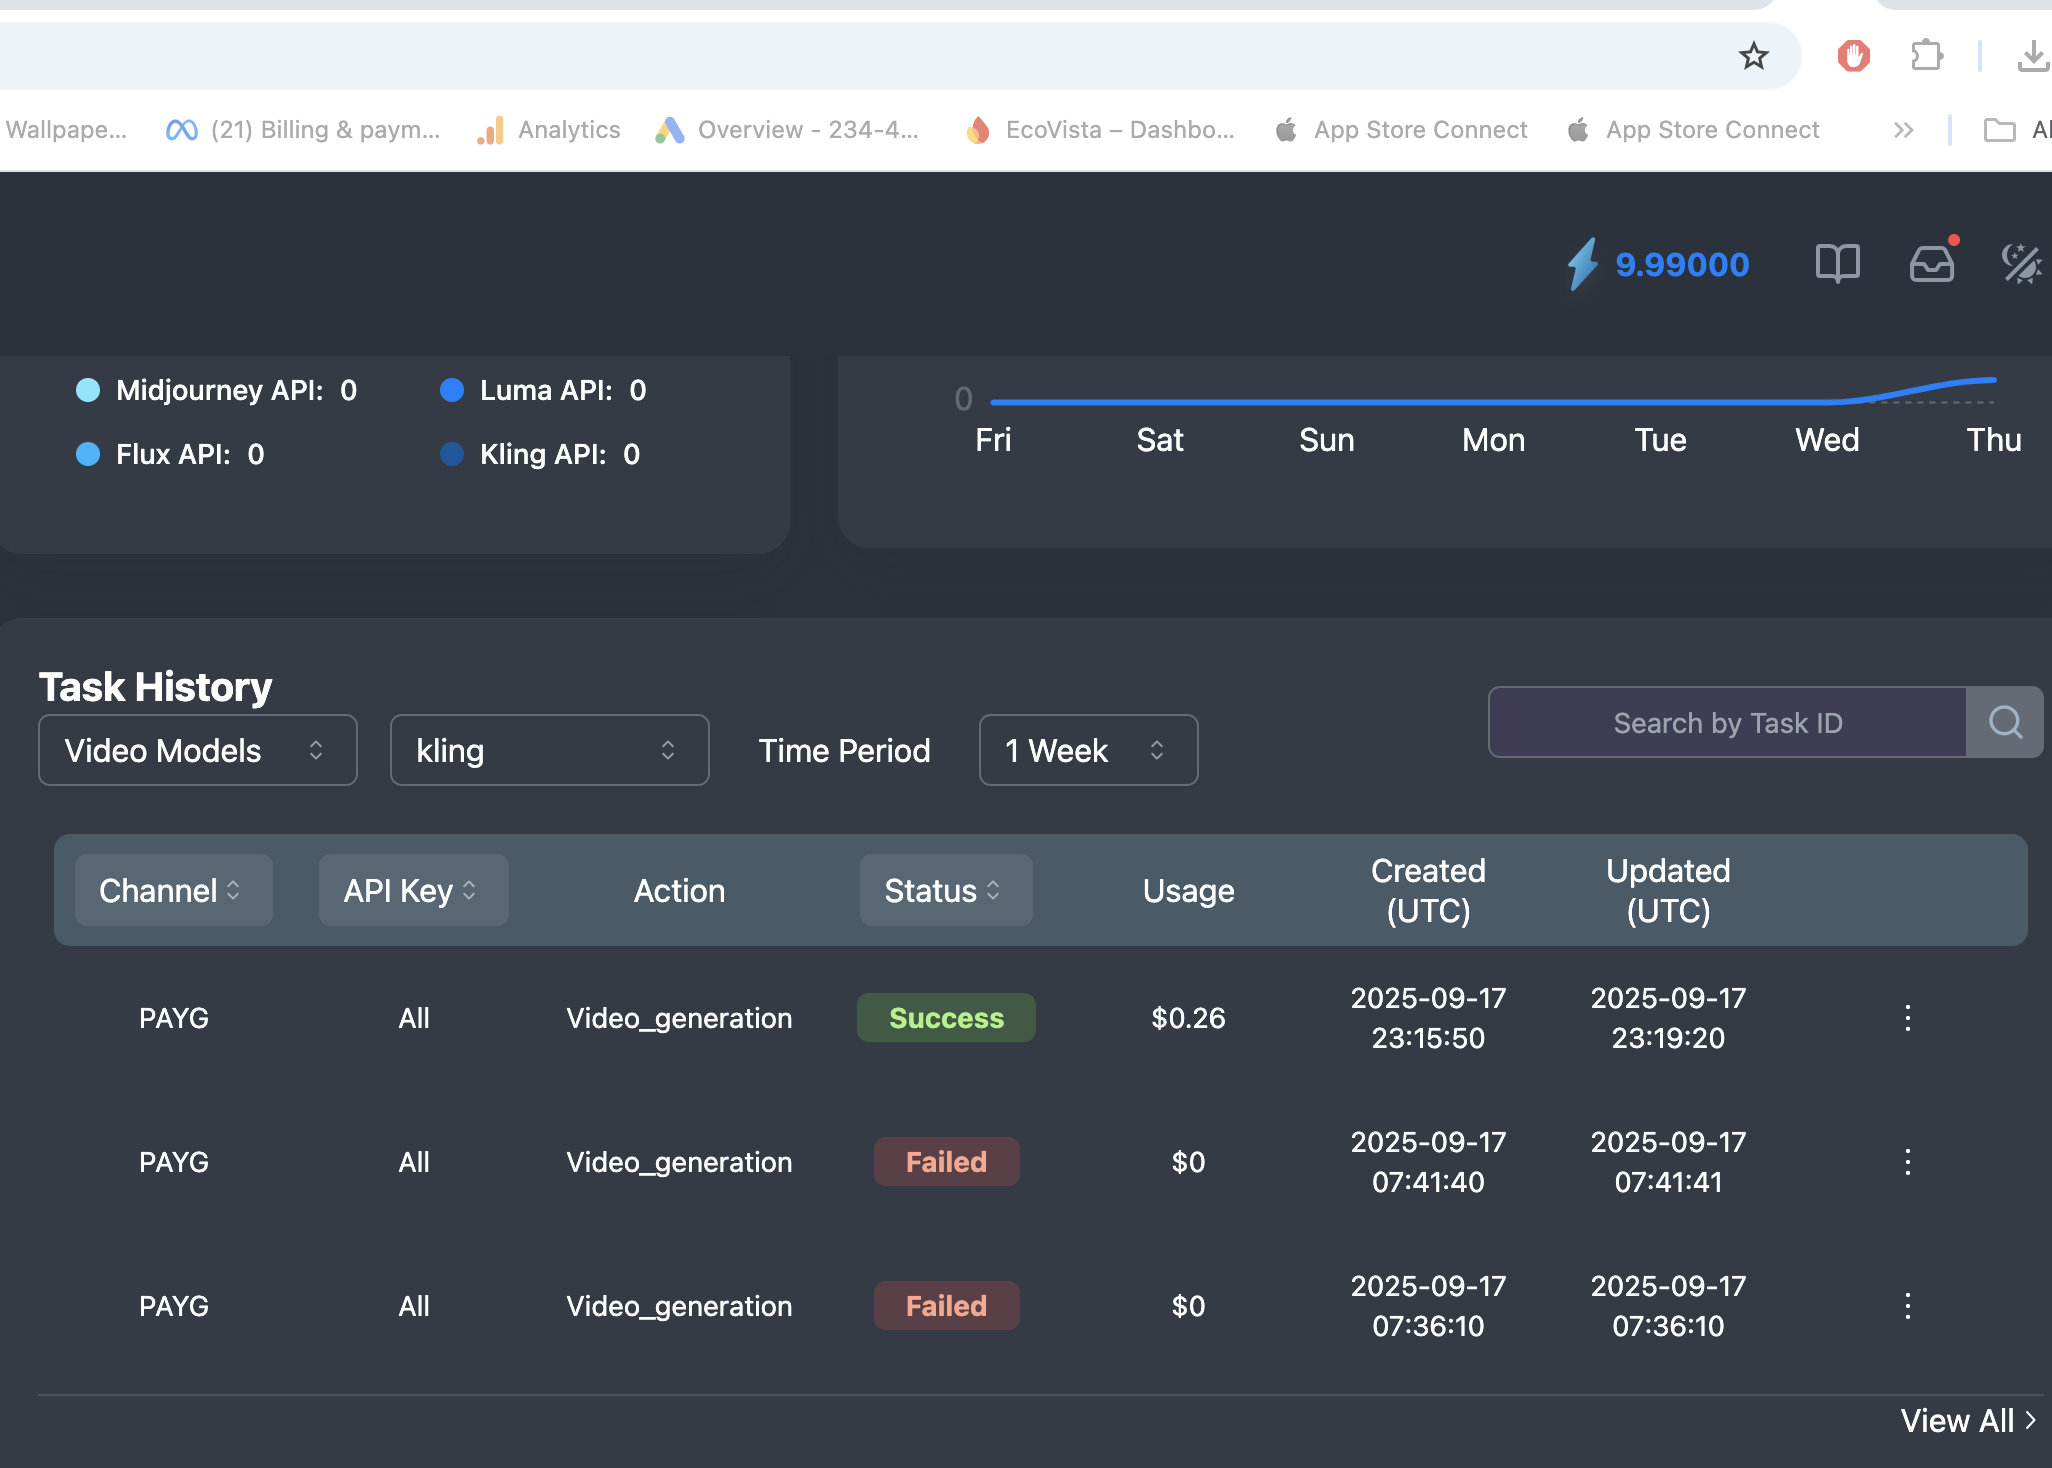 Wallpape...
(21) Billing & paym...
Analytics
Overview - 234-4...
EcoVista – Dashbo...
App Store Connect
App Store Connect
9.99000
Midjourney API: 0
Luma API: 0
Flux API: 0
Kling API: 0
0
Fri Sat Sun Mon Tue Wed Thu
Task History
Video Models
kling
Time Period
1 Week
Search by Task ID
Channel API Key Action Status Usage Created (UTC) Updated (UTC)
PAYG All Video_generation Success $0.26 2025-09-17 23:15:50 2025-09-17 23:19:20
PAYG All Video_generation Failed $0 2025-09-17 07:41:40 2025-09-17 07:41:41
PAYG All Video_generation Failed $0 2025-09-17 07:36:10 2025-09-17 07:36:10
View All